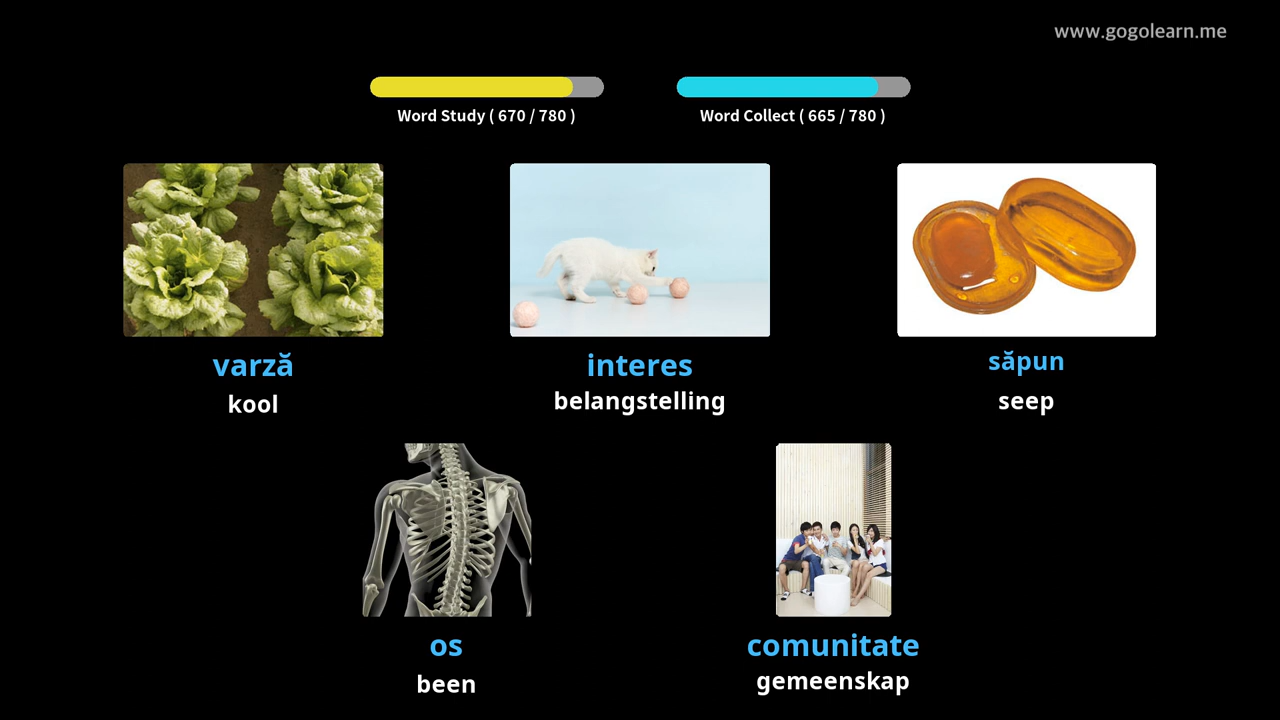 www.gogolearn.me
Word Study ( 670 / 780 )
Word Collect ( 665 / 780 )
varză
kool
interes
belangstelling
săpun
seep
os
been
comunitate
gemeenskap